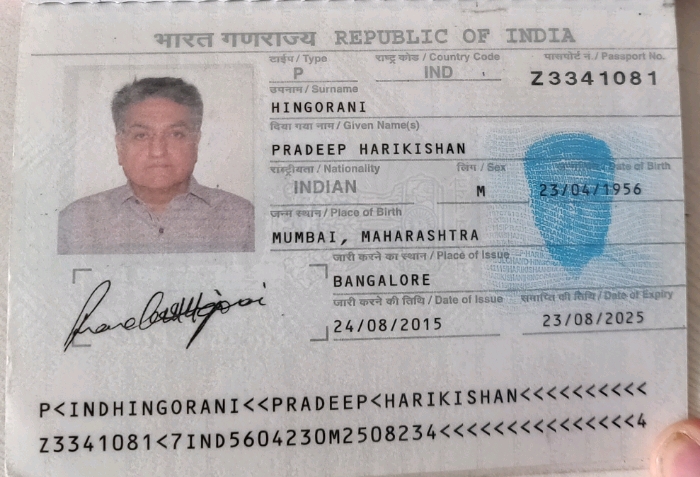 भारत गणराज्य REPUBLIC OF INDIA
टाईप / Type राष्ट्र कोड / Country Code पासपोर्ट नं. / Passport No.
P IND Z3341081
उपनाम / Surname
HINGORANI
दिया गया नाम / Given Name(s)
PRADEEP HARIKISHAN
राष्ट्रीयता / Nationality लिंग / Sex Date of Birth
INDIAN M 23/04/1956
जन्म स्थान / Place of Birth
MUMBAI, MAHARASHTRA
जारी करने का स्थान / Place of Issue
BANGALORE
जारी करने की तिथि / Date of Issue समाप्ति की तिथि / Date of Expiry
24/08/2015 23/08/2025
P<INDHINGORANI<<PRADEEP<HARIKISHAN<<<<<<<<<<
Z3341081<7IND5604230M2508234<<<<<<<<<<<<<<<4